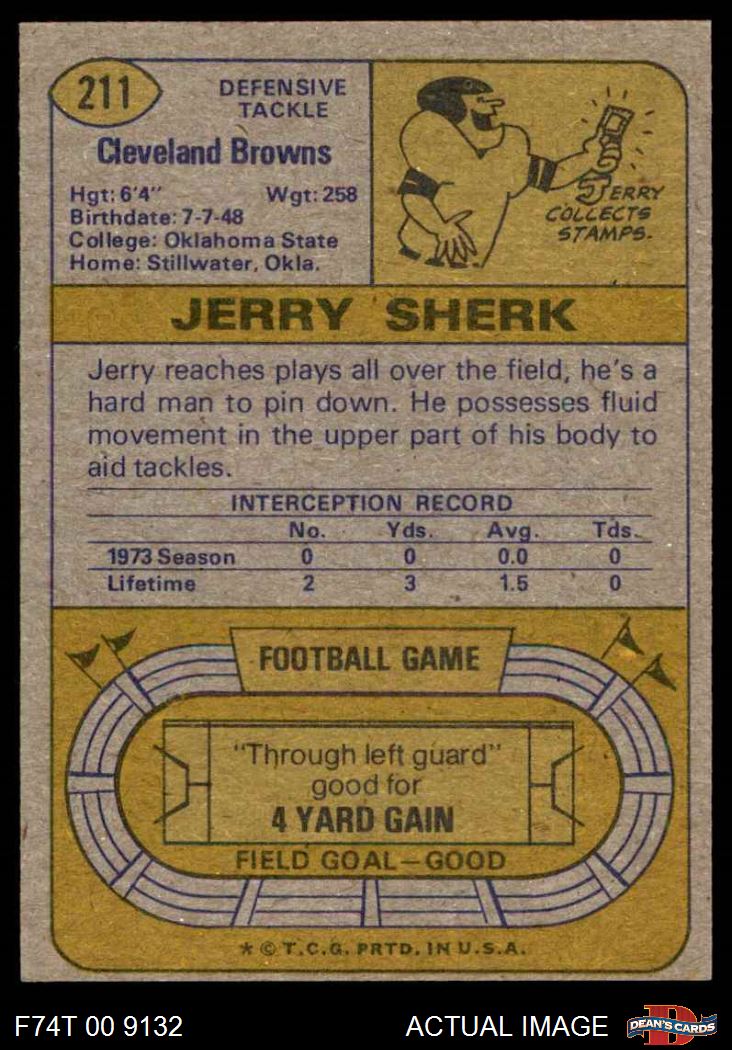 211
DEFENSIVE
TACKLE
Cleveland Browns
Hgt: 6'4" Wgt: 258
Birthdate: 7-7-48
College: Oklahoma State
Home: Stillwater, Okla.
JERRY
COLLECTS
STAMPS.
JERRY SHERK
Jerry reaches plays all over the field, he's a
hard man to pin down. He possesses fluid
movement in the upper part of his body to
aid tackles.
INTERCEPTION RECORD
No. Yds. Avg. Tds.
1973 Season 0 0 0.0 0
Lifetime 2 3 1.5 0
FOOTBALL GAME
"Through left guard"
good for
4 YARD GAIN
FIELD GOAL—GOOD
* © T.C.G. PRTD. IN U.S.A.
F74T 00 9132 ACTUAL IMAGE
D
DEAN'S CARDS